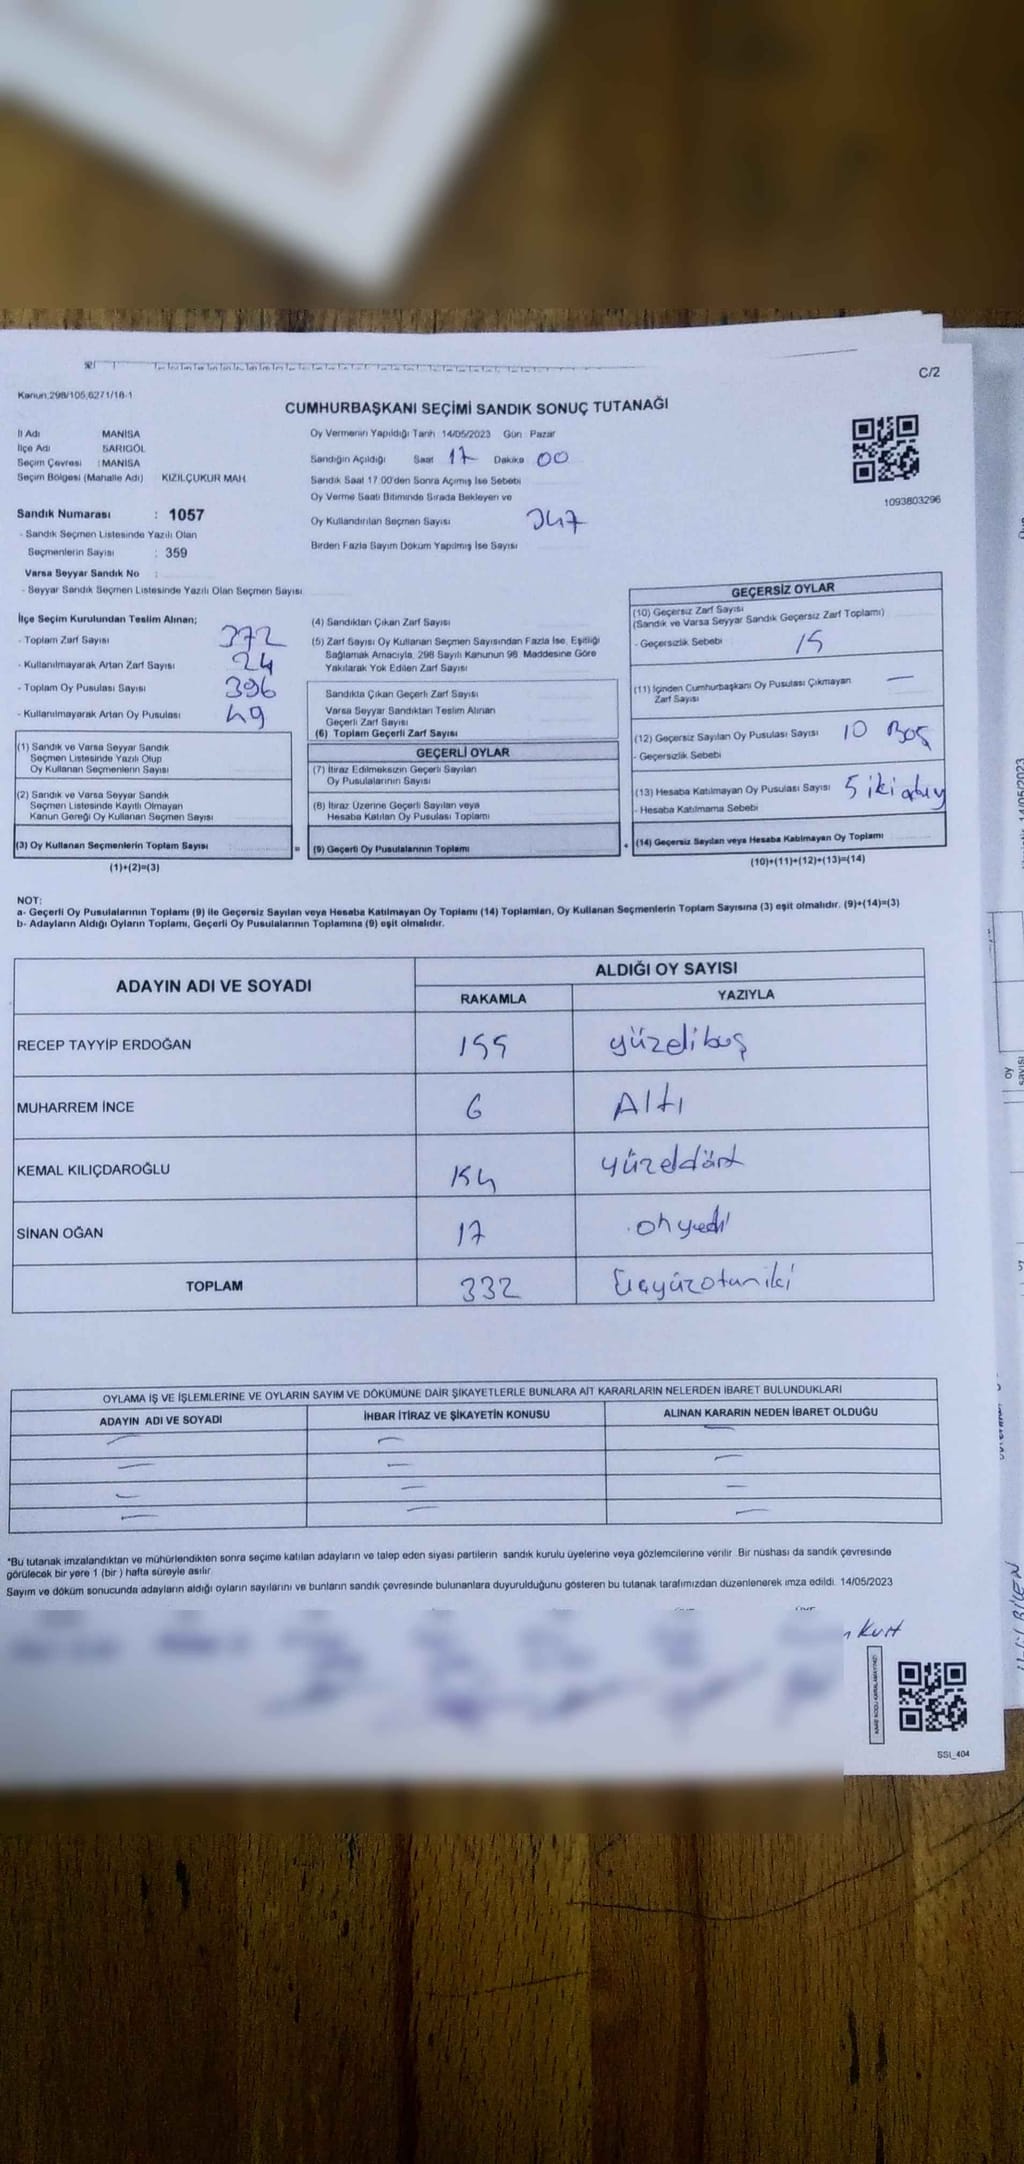 C/2
Kanun.298/105,6271/18-1
CUMHURBAŞKANI SEÇİMİ SANDIK SONUÇ TUTANAĞI
İl Adı MANİSA
İlçe Adı SARIGÖL
Seçim Çevresi : MANİSA
Seçim Bölgesi (Mahalle Adı) KIZILÇUKUR MAH.
Sandık Numarası : 1057
- Sandık Seçmen Listesinde Yazılı Olan
Seçmenlerin Sayısı : 359
Varsa Seyyar Sandık No :
- Seyyar Sandık Seçmen Listesinde Yazılı Olan Seçmen Sayısı
Oy Vermenin Yapıldığı Tarih 14/05/2023 Gün Pazar
Sandığın Açıldığı Saat 17 Dakika 00
Sandık Saat 17.00'den Sonra Açılmış İse Sebebi
Oy Verme Saati Bitiminde Sırada Bekleyen ve
Oy Kullandırılan Seçmen Sayısı 347
Birden Fazla Sayım Döküm Yapılmış İse Sayısı
1093803296
İlçe Seçim Kurulundan Teslim Alınan;
- Toplam Zarf Sayısı 372
- Kullanılmayarak Artan Zarf Sayısı 24
- Toplam Oy Pusulası Sayısı 396
- Kullanılmayarak Artan Oy Pusulası 49
(1) Sandık ve Varsa Seyyar Sandık
Seçmen Listesinde Yazılı Olup
Oy Kullanan Seçmenlerin Sayısı
(2) Sandık ve Varsa Seyyar Sandık
Seçmen Listesinde Kayıtlı Olmayan
Kanun Gereği Oy Kullanan Seçmen Sayısı
(3) Oy Kullanan Seçmenlerin Toplam Sayısı
(1)+(2)=(3)
(4) Sandıktan Çıkan Zarf Sayısı
(5) Zarf Sayısı Oy Kullanan Seçmen Sayısından Fazla İse, Eşitliği
Sağlamak Amacıyla, 298 Sayılı Kanunun 98. Maddesine Göre
Yakılarak Yok Edilen Zarf Sayısı
Sandıkta Çıkan Geçerli Zarf Sayısı
Varsa Seyyar Sandıktan Teslim Alınan
Geçerli Zarf Sayısı
(6) Toplam Geçerli Zarf Sayısı
GEÇERLİ OYLAR
(7) İtiraz Edilmeksizin Geçerli Sayılan
Oy Pusulalarının Sayısı
(8) İtiraz Üzerine Geçerli Sayılan veya
Hesaba Katılan Oy Pusulası Toplamı
(9) Geçerli Oy Pusulalarının Toplamı
GEÇERSİZ OYLAR
(10) Geçersiz Zarf Sayısı
(Sandık ve Varsa Seyyar Sandık Geçersiz Zarf Toplamı)
- Geçersizlik Sebebi 15
(11) İçinden Cumhurbaşkanı Oy Pusulası Çıkmayan —
Zarf Sayısı
(12) Geçersiz Sayılan Oy Pusulası Sayısı 10 Boş
- Geçersizlik Sebebi
(13) Hesaba Katılmayan Oy Pusulası Sayısı 5 iki
- Hesaba Katılmama Sebebi
(14) Geçersiz Sayılan veya Hesaba Katılmayan Oy Toplamı
(10)+(11)+(12)+(13)=(14)
NOT:
a- Geçerli Oy Pusulalarının Toplamı (9) ile Geçersiz Sayılan veya Hesaba Katılmayan Oy Toplamı (14) Toplamları, Oy Kullanan Seçmenlerin Toplam Sayısına (3) eşit olmalıdır. (9)+(14)=(3)
b- Adayların Aldığı Oyların Toplamı, Geçerli Oy Pusulalarının Toplamına (9) eşit olmalıdır.
ADAYIN ADI VE SOYADI ALDIĞI OY SAYISI
RAKAMLA YAZIYLA
RECEP TAYYİP ERDOĞAN 155 yüzelibeş
MUHARREM İNCE 6 Altı
KEMAL KILIÇDAROĞLU 154 yüzeldört
SİNAN OĞAN 17 onyedi
TOPLAM 332 Üçyüzotuniki
OYLAMA İŞ VE İŞLEMLERİNE VE OYLARIN SAYIM VE DÖKÜMÜNE DAİR ŞİKAYETLERLE BUNLARA AİT KARARLARIN NELERDEN İBARET BULUNDUKLARI
ADAYIN ADI VE SOYADI İHBAR İTİRAZ VE ŞİKAYETİN KONUSU ALINAN KARARIN NEDEN İBARET OLDUĞU
*Bu tutanak imzalandıktan ve mühürlendikten sonra seçime katılan adayların ve talep eden siyasi partilerin sandık kurulu üyelerine veya gözlemcilerine verilir. Bir nüshası da sandık çevresinde
görülecek bir yere 1 (bir) hafta süreyle asılır.
Sayım ve döküm sonucunda adayların aldığı oyların sayılarını ve bunların sandık çevresinde bulunanlara duyurulduğunu gösteren bu tutanak tarafımızdan düzenlenerek imza edildi. 14/05/2023
Kurt
SSİ_404
14/05/2023
oy
sayısı